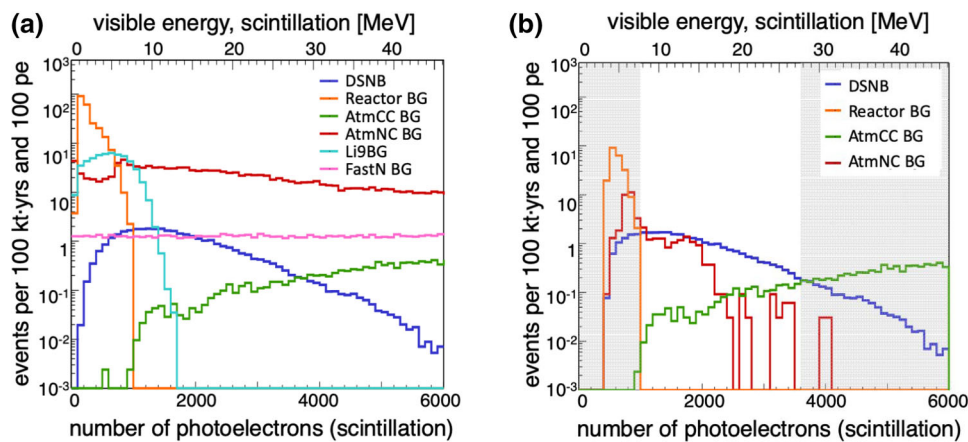 (a)
visible energy, scintillation [MeV]
0 10 20 30 40
events per 100 kt·yrs and 100 pe
10³
10²
10
1
10⁻¹
10⁻²
10⁻³
DSNB
Reactor BG
AtmCC BG
AtmNC BG
Li9BG
FastN BG
0 2000 4000 6000
number of photoelectrons (scintillation)
(b)
visible energy, scintillation [MeV]
0 10 20 30 40
events per 100 kt·yrs and 100 pe
10³
10²
10
1
10⁻¹
10⁻²
10⁻³
DSNB
Reactor BG
AtmCC BG
AtmNC BG
0 2000 4000 6000
number of photoelectrons (scintillation)